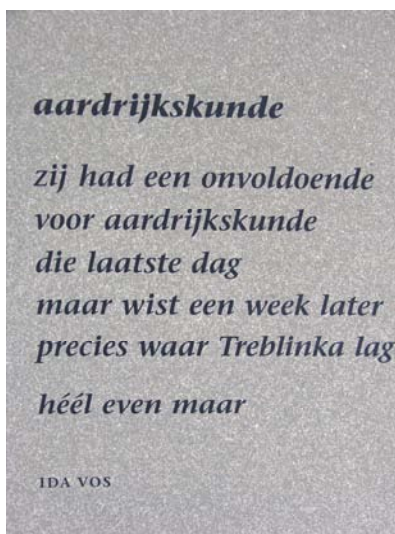 aardrijkskunde
zij had een onvoldoende
voor aardrijkskunde
die laatste dag
maar wist een week later
precies waar Treblinka lag
héél even maar
IDA VOS